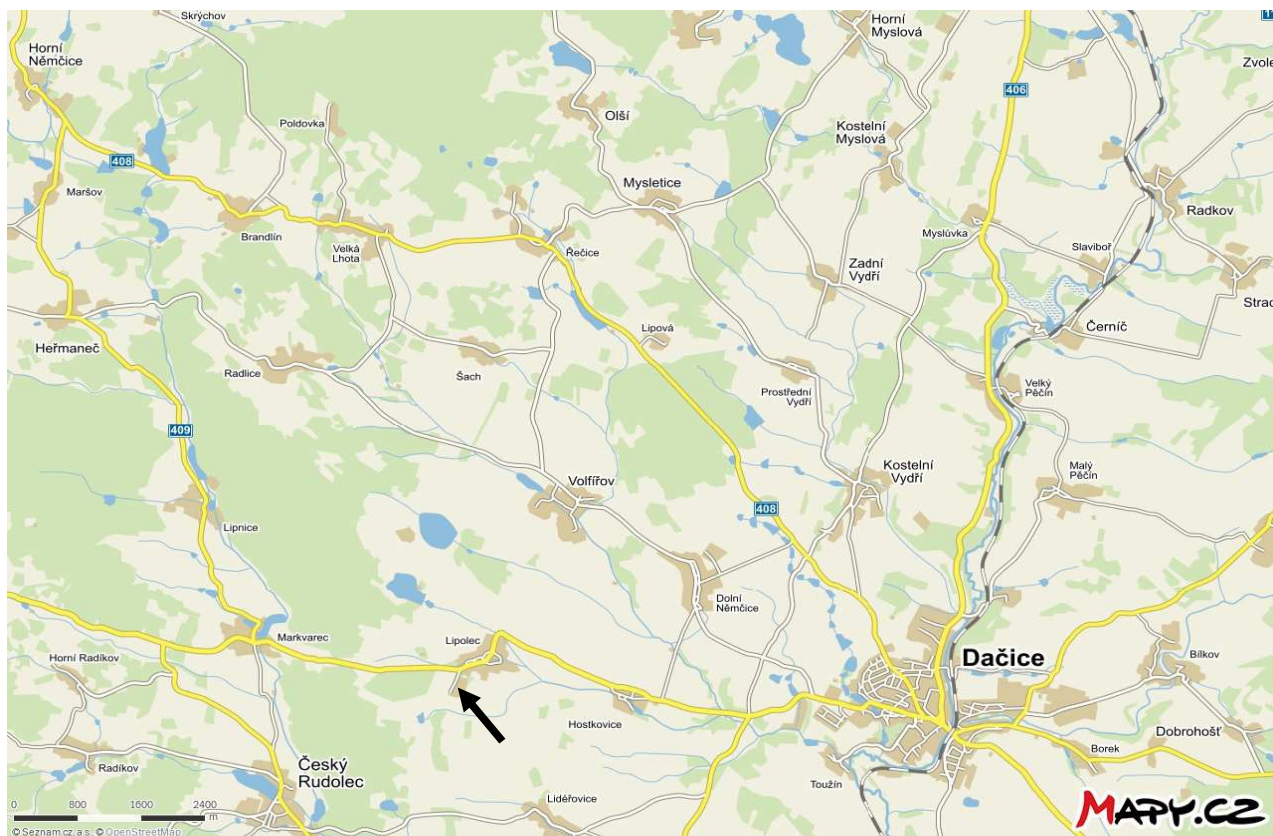 Skrýchov
Horní
Myslová
Horní
Němčice
Zvole
406
Olší
Poldovka
Kostelní
Myslová
408
Mysletice
Maršov
Radkov
Brandlín
Velká
Lhota
Řečice
Myslůvka
Slaviboř
Zadní
Vydří
Strac
Lipová
Černíč
Heřmaneč
Radlice
Šach
Prostřední
Vydří
Velký
Pěčín
409
Volfířov
Kostelní
Vydří
Malý
Pěčín
408
Lipnice
Dolní
Němčice
Markvarec
Lipolec
Horní Radíkov
Dačice
Bílkov
Hostkovice
Dobrohošť
Borek
Radíkov
Český
Rudolec
Toužín
Lidéřovice
0 800 1600 2400
m
MAPY.CZ
© Seznam.cz, a.s. © OpenStreetMap